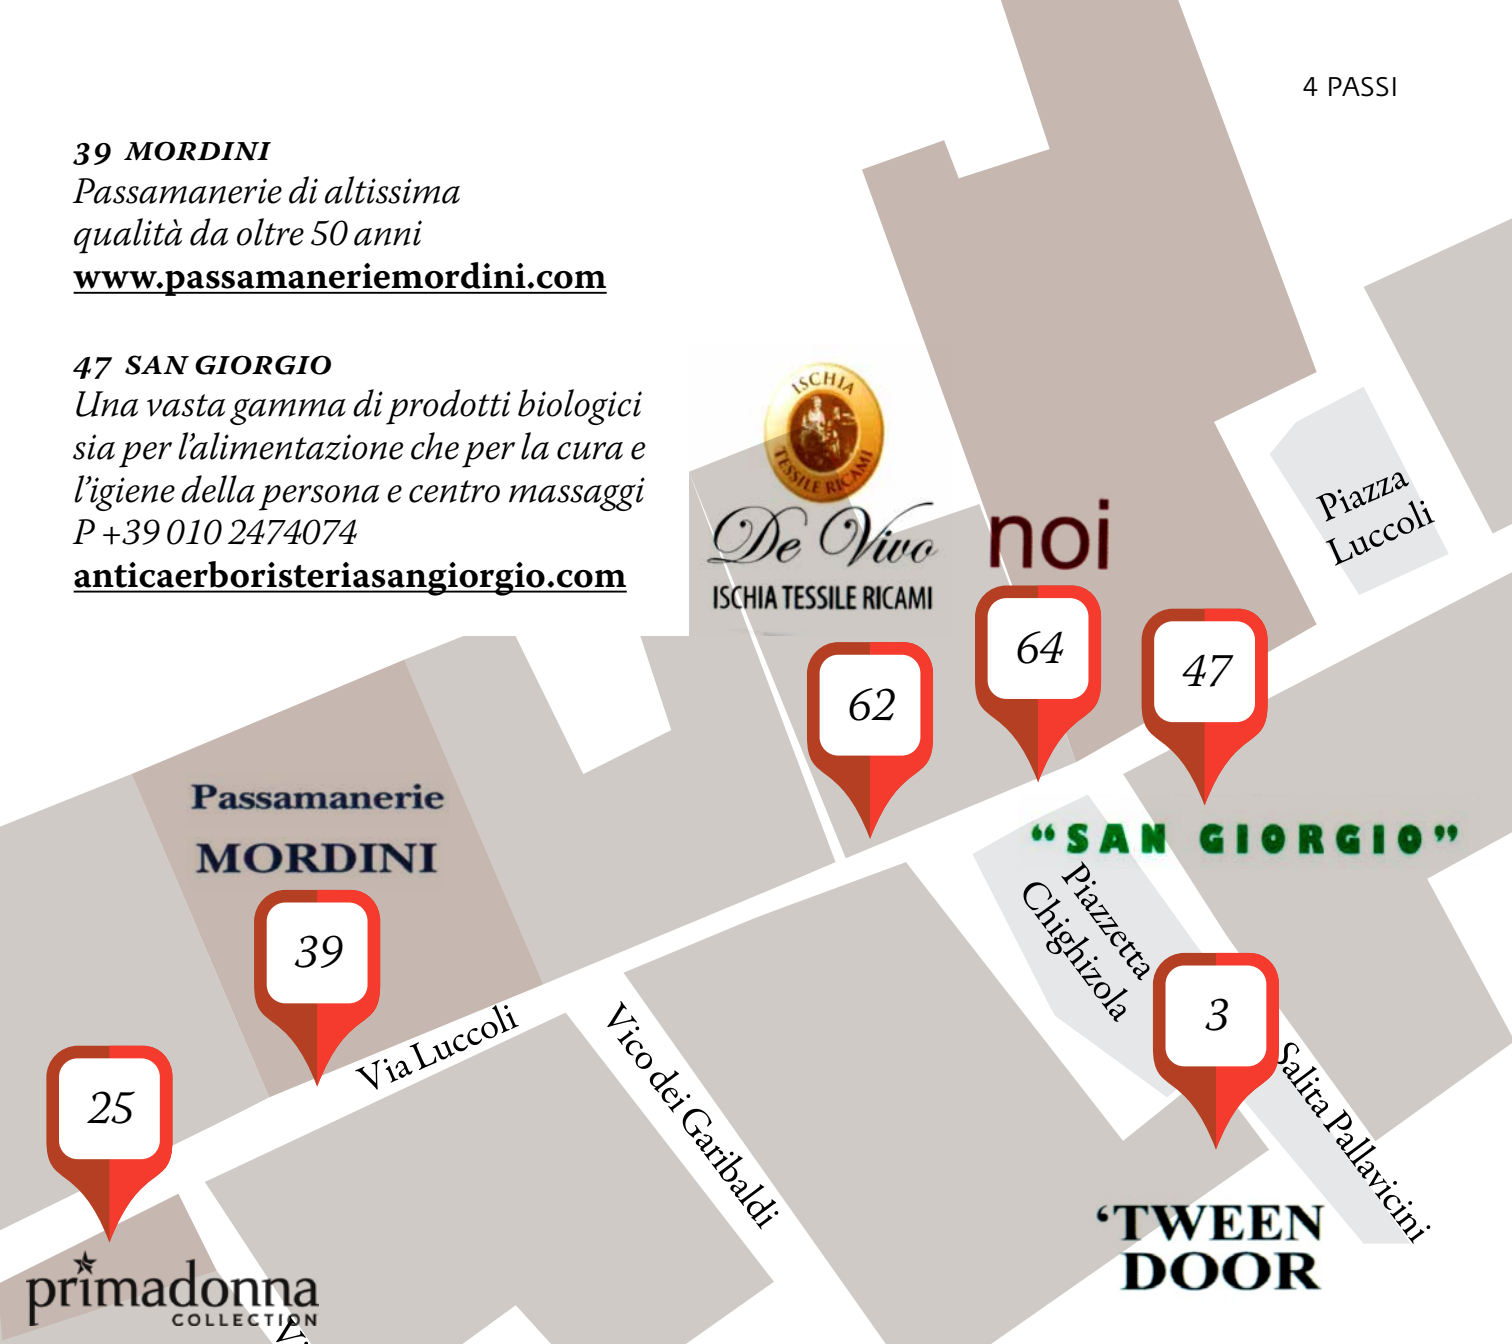 4 PASSI
39 MORDINI
Passamanerie di altissima
qualità da oltre 50 anni
www.passamaneriemordini.com
47 SAN GIORGIO
Una vasta gamma di prodotti biologici
sia per l’alimentazione che per la cura e
l’igiene della persona e centro massaggi
P +39 010 2474074
anticaerboristeriasangiorgio.com
ISCHIA
TESSILE RICAMI
De Vivo
ISCHIA TESSILE RICAMI
noi
Piazza
Luccoli
62
64
47
Passamanerie
MORDINI
39
“SAN GIORGIO”
Piazzetta
Chighizola
3
Via Luccoli
Vico dei Garibaldi
Salita Pallavicini
25
primadonna
COLLECTION
‘TWEEN
DOOR